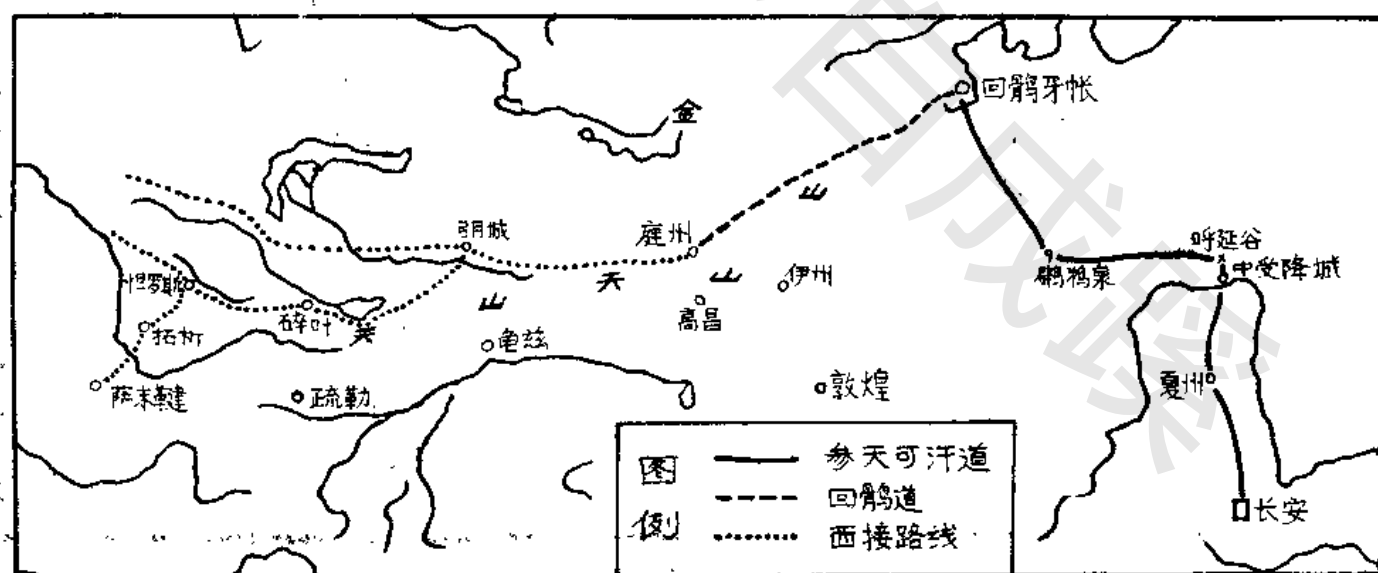 金
回鹘牙帐
山
弓月城
庭州
呼延谷
䴙鹈泉
中受降城
天
山
伊州
怛罗斯
山
高昌
碎叶
关
拓析
龟兹
夏州
萨末鞬
疏勒
敦煌
图例
参天可汗道
回鹘道
西接路线
长安